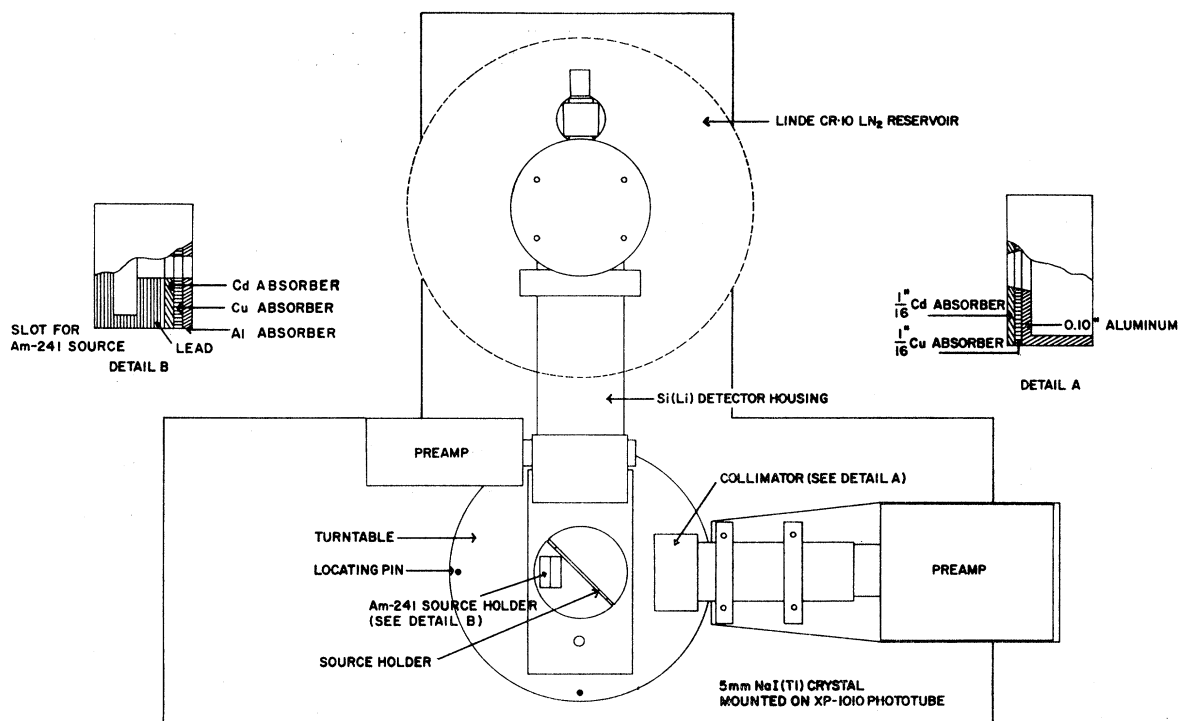 LINDE CR-10 LN₂ RESERVOIR
Cd ABSORBER
Cu ABSORBER
Al ABSORBER
SLOT FOR
Am-241 SOURCE
LEAD
DETAIL B
1"/16 Cd ABSORBER
1"/16 Cu ABSORBER
0.10" ALUMINUM
DETAIL A
Si(Li) DETECTOR HOUSING
PREAMP
COLLIMATOR (SEE DETAIL A)
TURNTABLE
LOCATING PIN
PREAMP
Am-241 SOURCE HOLDER
(SEE DETAIL B)
SOURCE HOLDER
5mm NaI(Tl) CRYSTAL
MOUNTED ON XP-1010 PHOTOTUBE